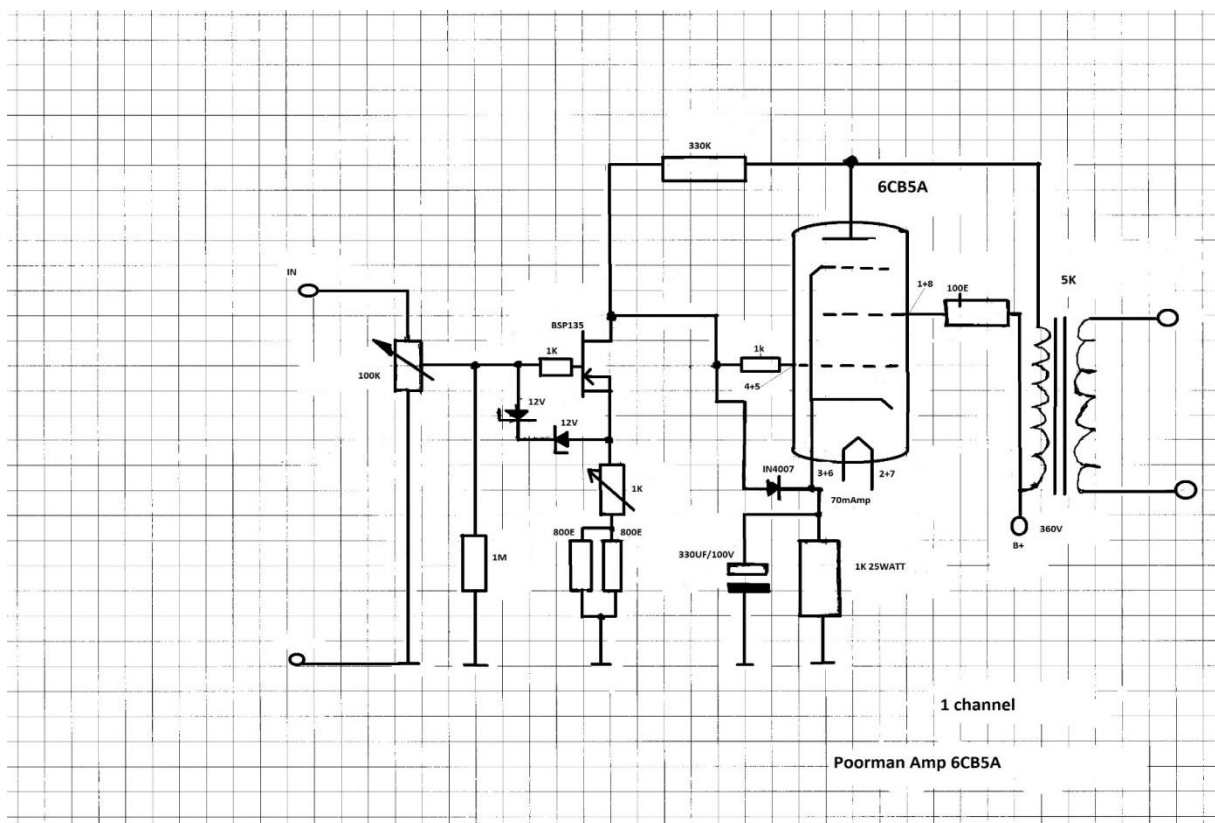 330K
6CB5A
IN
1+8
100E
5K
BSP135
1K
1k
100K
4+5
12V
12V
IN4007
3+6
2+7
1K
70mAmp
800E
800E
360V
B+
1M
330UF/100V
1K 25WATT
1 channel
Poorman Amp 6CB5A